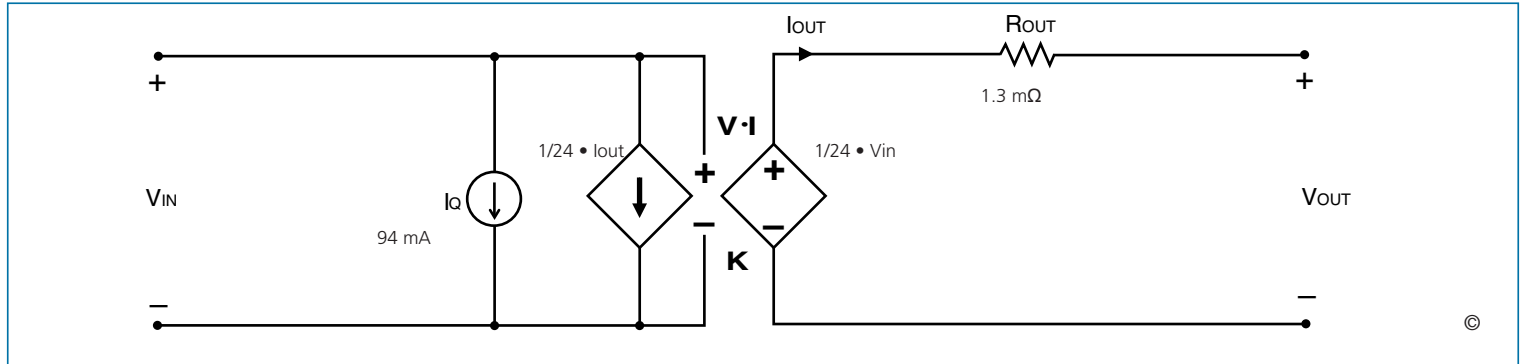 IOUT
ROUT
+
+
1.3 mΩ
V•I
1/24 • Iout
+
1/24 • Vin
+
VIN
IQ
VOUT
–
–
94 mA
K
–
–
©